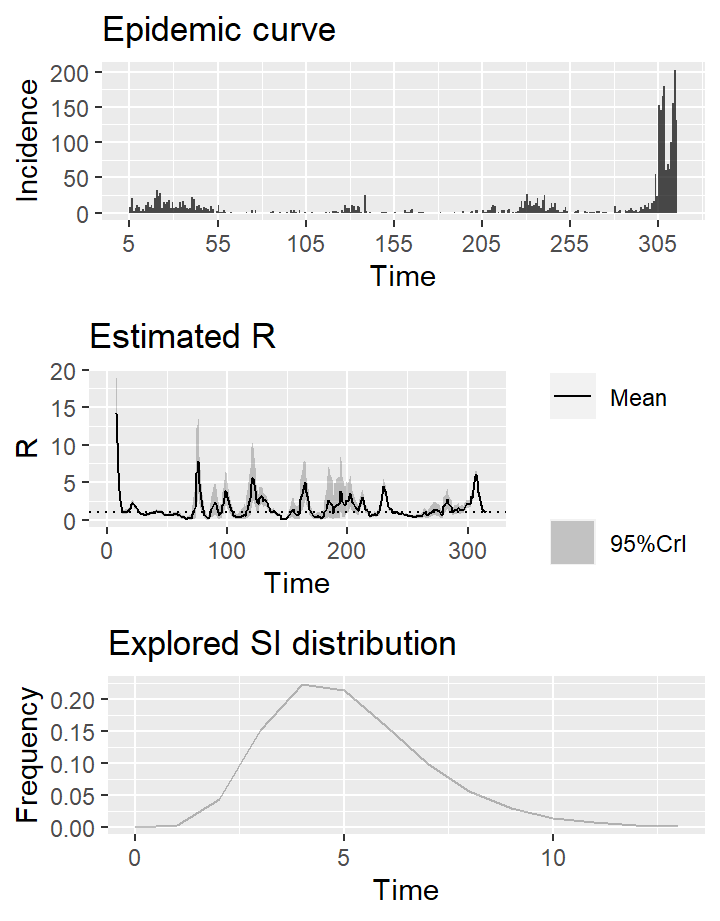 Epidemic curve
200
150
100
50
0
Incidence
5 55 105 155 205 255 305
Time
Estimated R
20
15
10
5
0
R
0 100 200 300
Time
Mean
95%CrI
Explored SI distribution
0.20
0.15
0.10
0.05
0.00
Frequency
0 5 10
Time